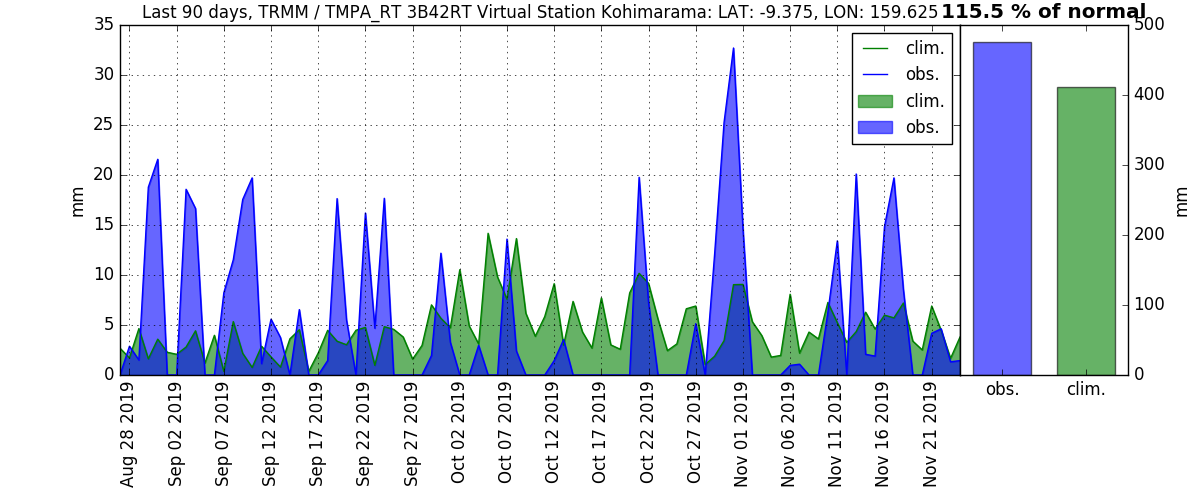 Last 90 days, TRMM / TMPA_RT 3B42RT Virtual Station Kohimarama: LAT: -9.375, LON: 159.625 115.5 % of normal
35
30
25
20
15
10
5
0
mm
clim.
obs.
clim.
obs.
500
400
300
200
100
0
mm
obs.
clim.
Aug 28 2019
Sep 02 2019
Sep 07 2019
Sep 12 2019
Sep 17 2019
Sep 22 2019
Sep 27 2019
Oct 02 2019
Oct 07 2019
Oct 12 2019
Oct 17 2019
Oct 22 2019
Oct 27 2019
Nov 01 2019
Nov 06 2019
Nov 11 2019
Nov 16 2019
Nov 21 2019